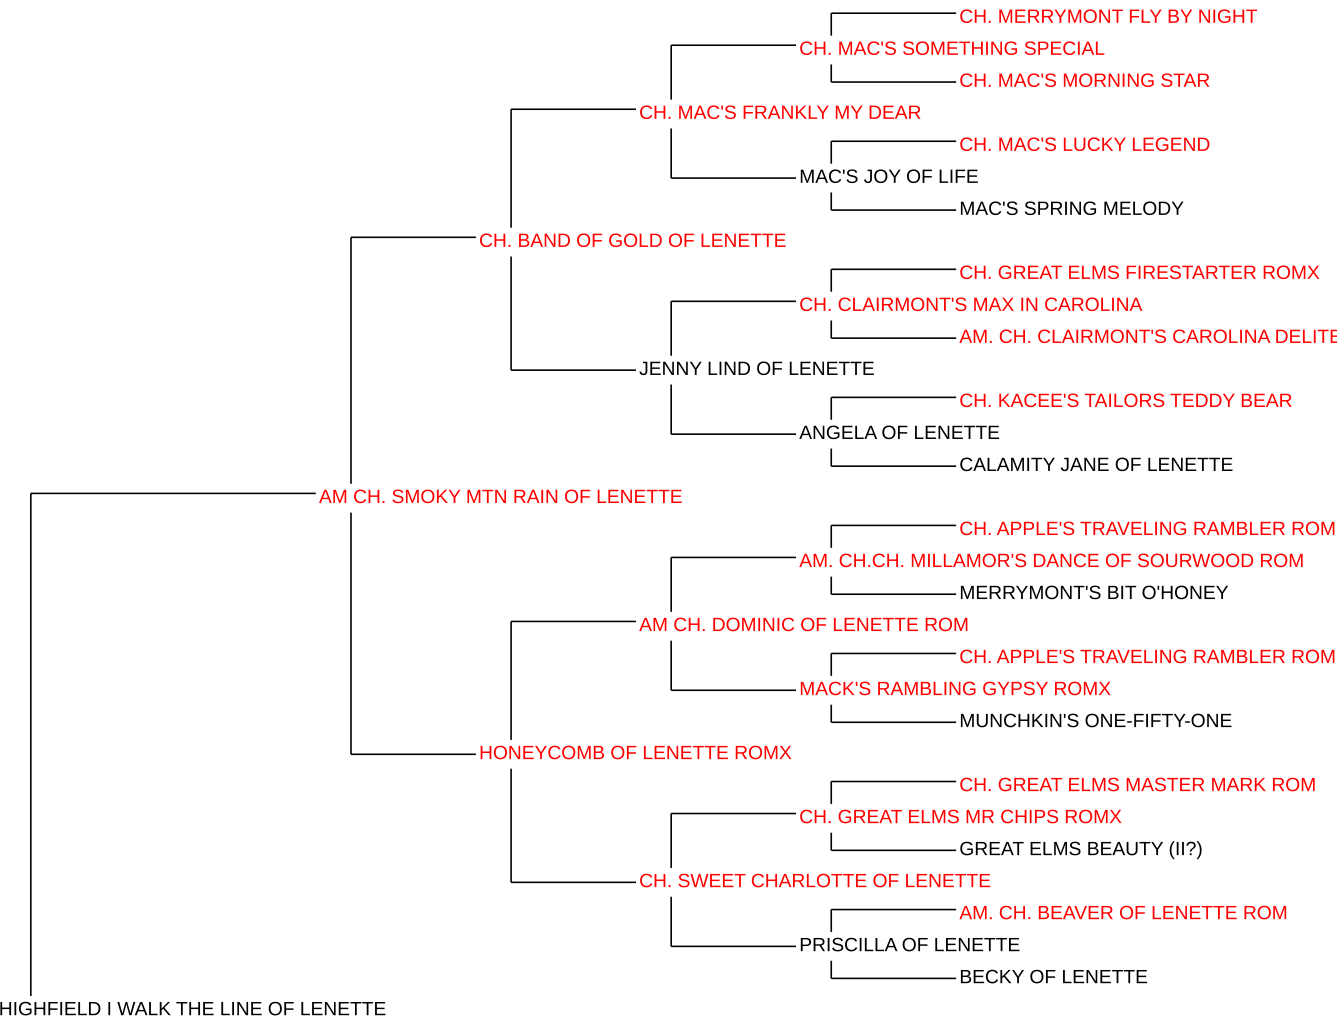 CH. MERRYMONT FLY BY NIGHT
CH. MAC'S SOMETHING SPECIAL
CH. MAC'S MORNING STAR
CH. MAC'S FRANKLY MY DEAR
CH. MAC'S LUCKY LEGEND
MAC'S JOY OF LIFE
MAC'S SPRING MELODY
CH. BAND OF GOLD OF LENETTE
CH. GREAT ELMS FIRESTARTER ROMX
CH. CLAIRMONT'S MAX IN CAROLINA
AM. CH. CLAIRMONT'S CAROLINA DELITE
JENNY LIND OF LENETTE
CH. KACEE'S TAILORS TEDDY BEAR
ANGELA OF LENETTE
CALAMITY JANE OF LENETTE
AM CH. SMOKY MTN RAIN OF LENETTE
CH. APPLE'S TRAVELING RAMBLER ROM
AM. CH.CH. MILLAMOR'S DANCE OF SOURWOOD ROM
MERRYMONT'S BIT O'HONEY
AM CH. DOMINIC OF LENETTE ROM
CH. APPLE'S TRAVELING RAMBLER ROM
MACK'S RAMBLING GYPSY ROMX
MUNCHKIN'S ONE-FIFTY-ONE
HONEYCOMB OF LENETTE ROMX
CH. GREAT ELMS MASTER MARK ROM
CH. GREAT ELMS MR CHIPS ROMX
GREAT ELMS BEAUTY (II?)
CH. SWEET CHARLOTTE OF LENETTE
AM. CH. BEAVER OF LENETTE ROM
PRISCILLA OF LENETTE
BECKY OF LENETTE
HIGHFIELD I WALK THE LINE OF LENETTE